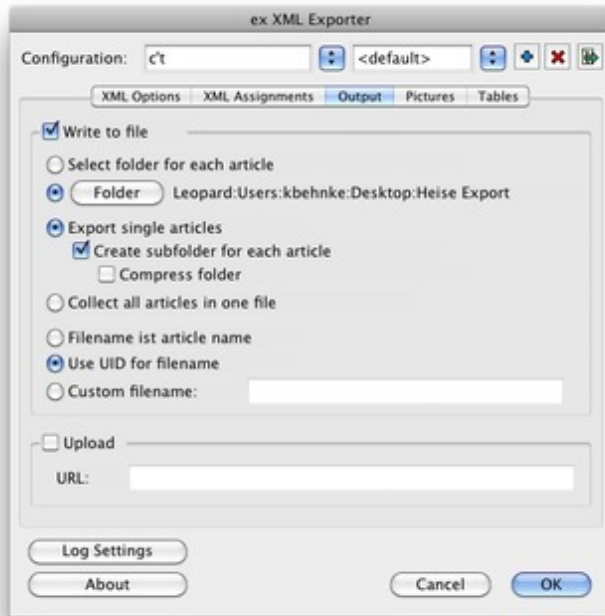 ex XML Exporter
Configuration: c't <default>
XML Options XML Assignments Output Pictures Tables
Write to file
Select folder for each article
Folder Leopard:Users:kbehnke:Desktop:Heise Export
Export single articles
Create subfolder for each article
Compress folder
Collect all articles in one file
Filename ist article name
Use UID for filename
Custom filename:
Upload
URL:
Log Settings
About Cancel OK